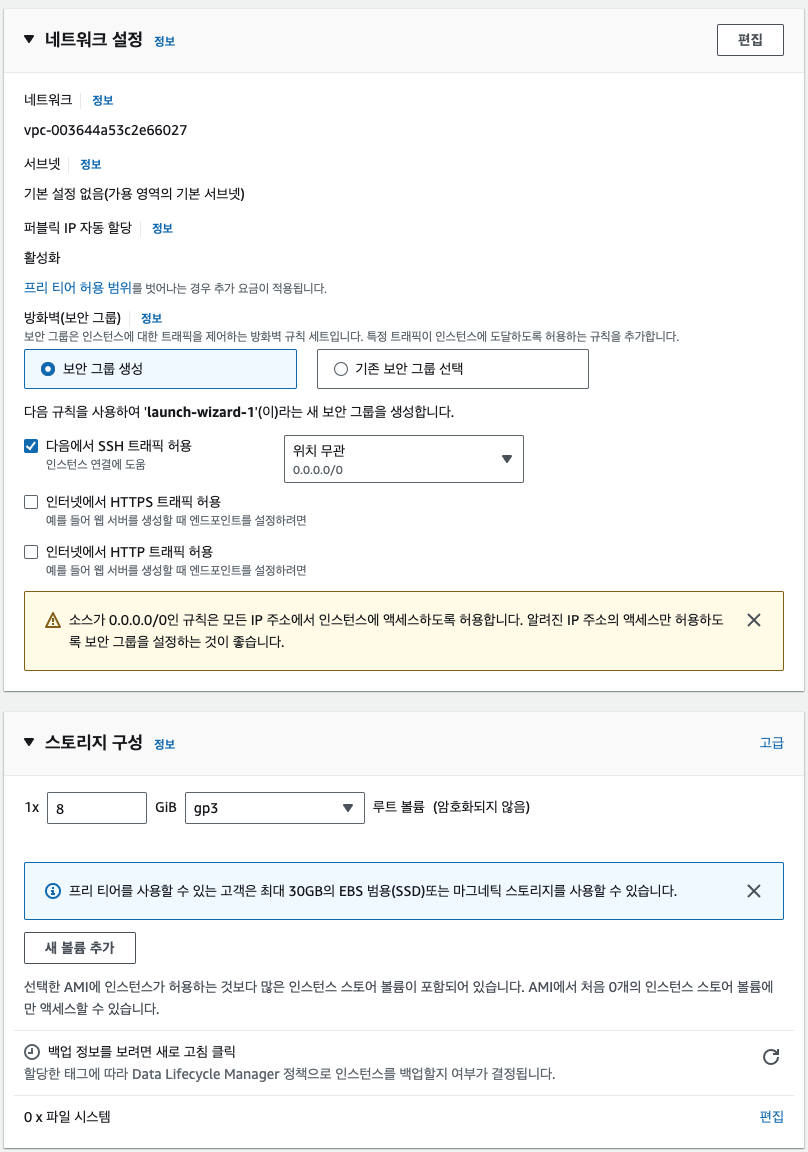 네트워크 설정 정보
편집
네트워크 정보
vpc-003644a53c2e66027
서브넷 정보
기본 설정 없음(가용 영역의 기본 서브넷)
퍼블릭 IP 자동 할당 정보
활성화
프리 티어 허용 범위를 벗어나는 경우 추가 요금이 적용됩니다.
방화벽(보안 그룹) 정보
보안 그룹은 인스턴스에 대한 트래픽을 제어하는 방화벽 규칙 세트입니다. 특정 트래픽이 인스턴스에 도달하도록 허용하는 규칙을 추가합니다.
보안 그룹 생성
기존 보안 그룹 선택
다음 규칙을 사용하여 'launch-wizard-1'(이)라는 새 보안 그룹을 생성합니다.
다음에서 SSH 트래픽 허용
인스턴스 연결에 도움
위치 무관
0.0.0.0/0
인터넷에서 HTTPS 트래픽 허용
예를 들어 웹 서버를 생성할 때 엔드포인트를 설정하려면
인터넷에서 HTTP 트래픽 허용
예를 들어 웹 서버를 생성할 때 엔드포인트를 설정하려면
소스가 0.0.0.0/0인 규칙은 모든 IP 주소에서 인스턴스에 액세스하도록 허용합니다. 알려진 IP 주소의 액세스만 허용하도
록 보안 그룹을 설정하는 것이 좋습니다.
스토리지 구성 정보
고급
1x 8 GiB gp3 루트 볼륨 (암호화되지 않음)
프리 티어를 사용할 수 있는 고객은 최대 30GB의 EBS 범용(SSD)또는 마그네틱 스토리지를 사용할 수 있습니다.
새 볼륨 추가
선택한 AMI에 인스턴스가 허용하는 것보다 많은 인스턴스 스토어 볼륨이 포함되어 있습니다. AMI에서 처음 0개의 인스턴스 스토어 볼륨에
만 액세스할 수 있습니다.
백업 정보를 보려면 새로 고침 클릭
할당한 태그에 따라 Data Lifecycle Manager 정책으로 인스턴스를 백업할지 여부가 결정됩니다.
0 x 파일 시스템
편집